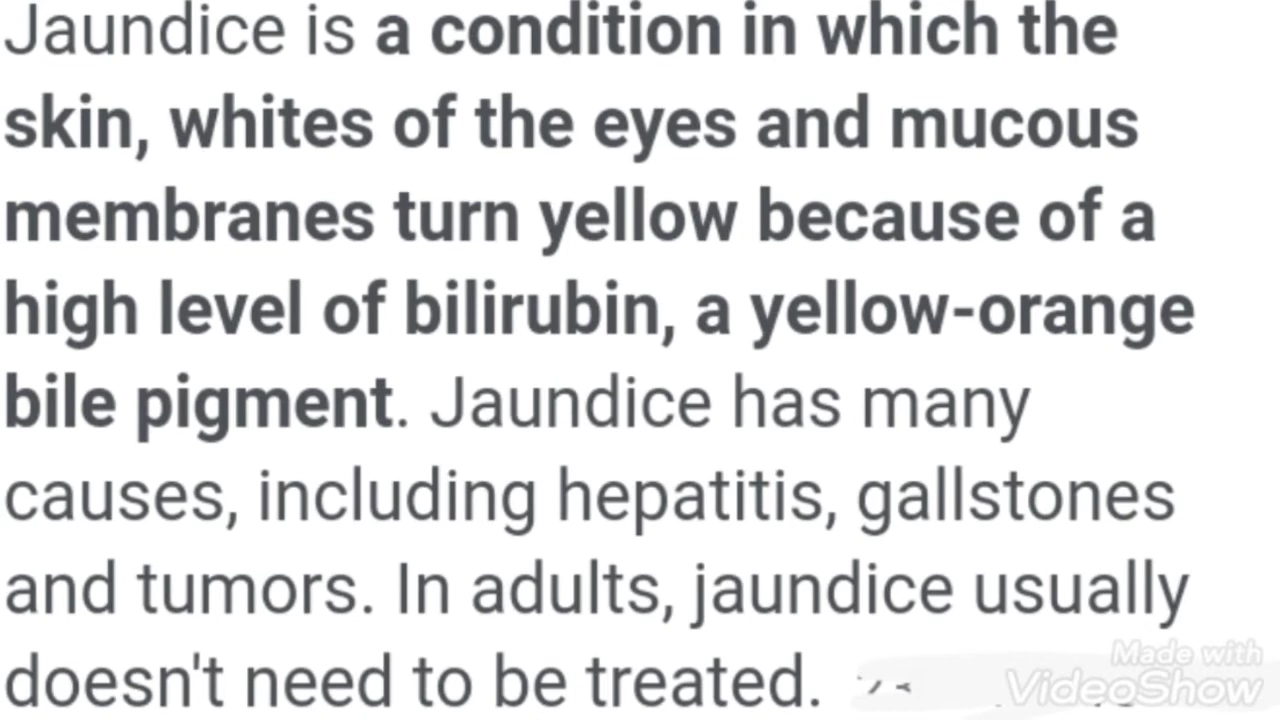 Jaundice is a condition in which the
skin, whites of the eyes and mucous
membranes turn yellow because of a
high level of bilirubin, a yellow-orange
bile pigment. Jaundice has many
causes, including hepatitis, gallstones
and tumors. In adults, jaundice usually
doesn't need to be treated.
Made with
VideoShow